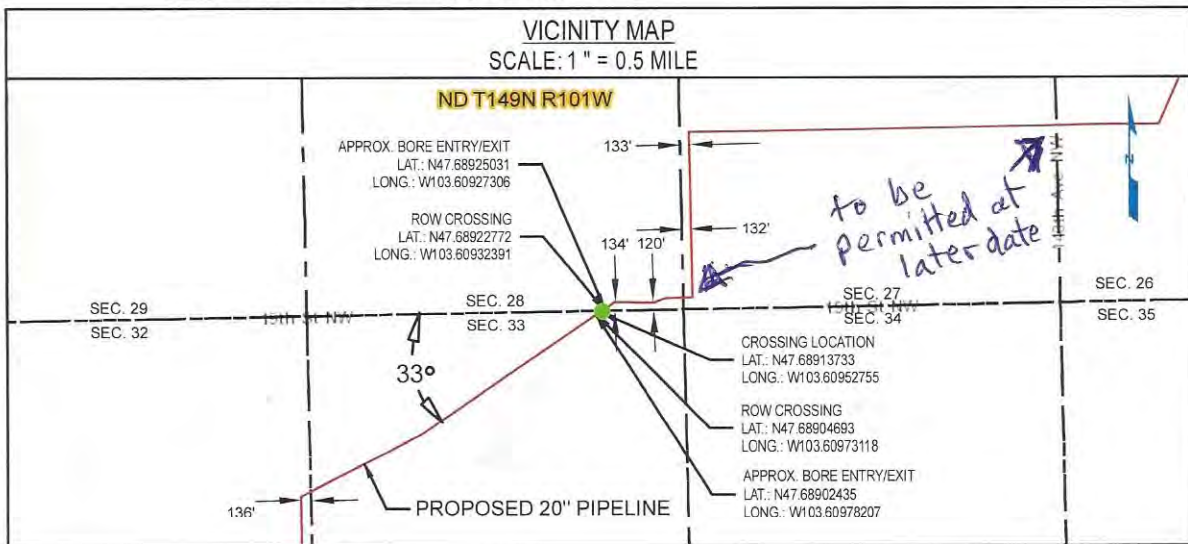 VICINITY MAP
SCALE: 1 " = 0.5 MILE
ND T149N R101W
APPROX. BORE ENTRY/EXIT
LAT.: N47.68925031
LONG.: W103.60927306
ROW CROSSING
LAT.: N47.68922772
LONG.: W103.60932391
133'
132'
134'
120'
to be
permitted at
later date
N
SEC. 29
SEC. 32
SEC. 28
SEC. 33
SEC. 27
SEC. 34
SEC. 26
SEC. 35
19th St NW
33°
CROSSING LOCATION
LAT.: N47.68913733
LONG.: W103.60952755
ROW CROSSING
LAT.: N47.68904693
LONG.: W103.60973118
APPROX. BORE ENTRY/EXIT
LAT.: N47.68902435
LONG.: W103.60978207
136'
PROPOSED 20" PIPELINE